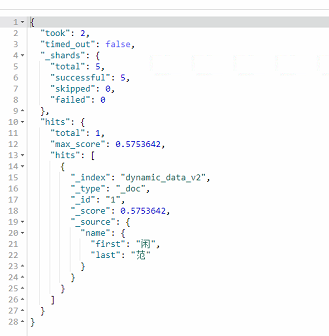 1 {
2 "took": 2,
3 "timed_out": false,
4 "_shards": {
5 "total": 5,
6 "successful": 5,
7 "skipped": 0,
8 "failed": 0
9 },
10 "hits": {
11 "total": 1,
12 "max_score": 0.5753642,
13 "hits": [
14 {
15 "_index": "dynamic_data_v2",
16 "_type": "_doc",
17 "_id": "1",
18 "_score": 0.5753642,
19 "_source": {
20 "name": {
21 "first": "闲",
22 "last": "范"
23 }
24 }
25 }
26 ]
27 }
28 }